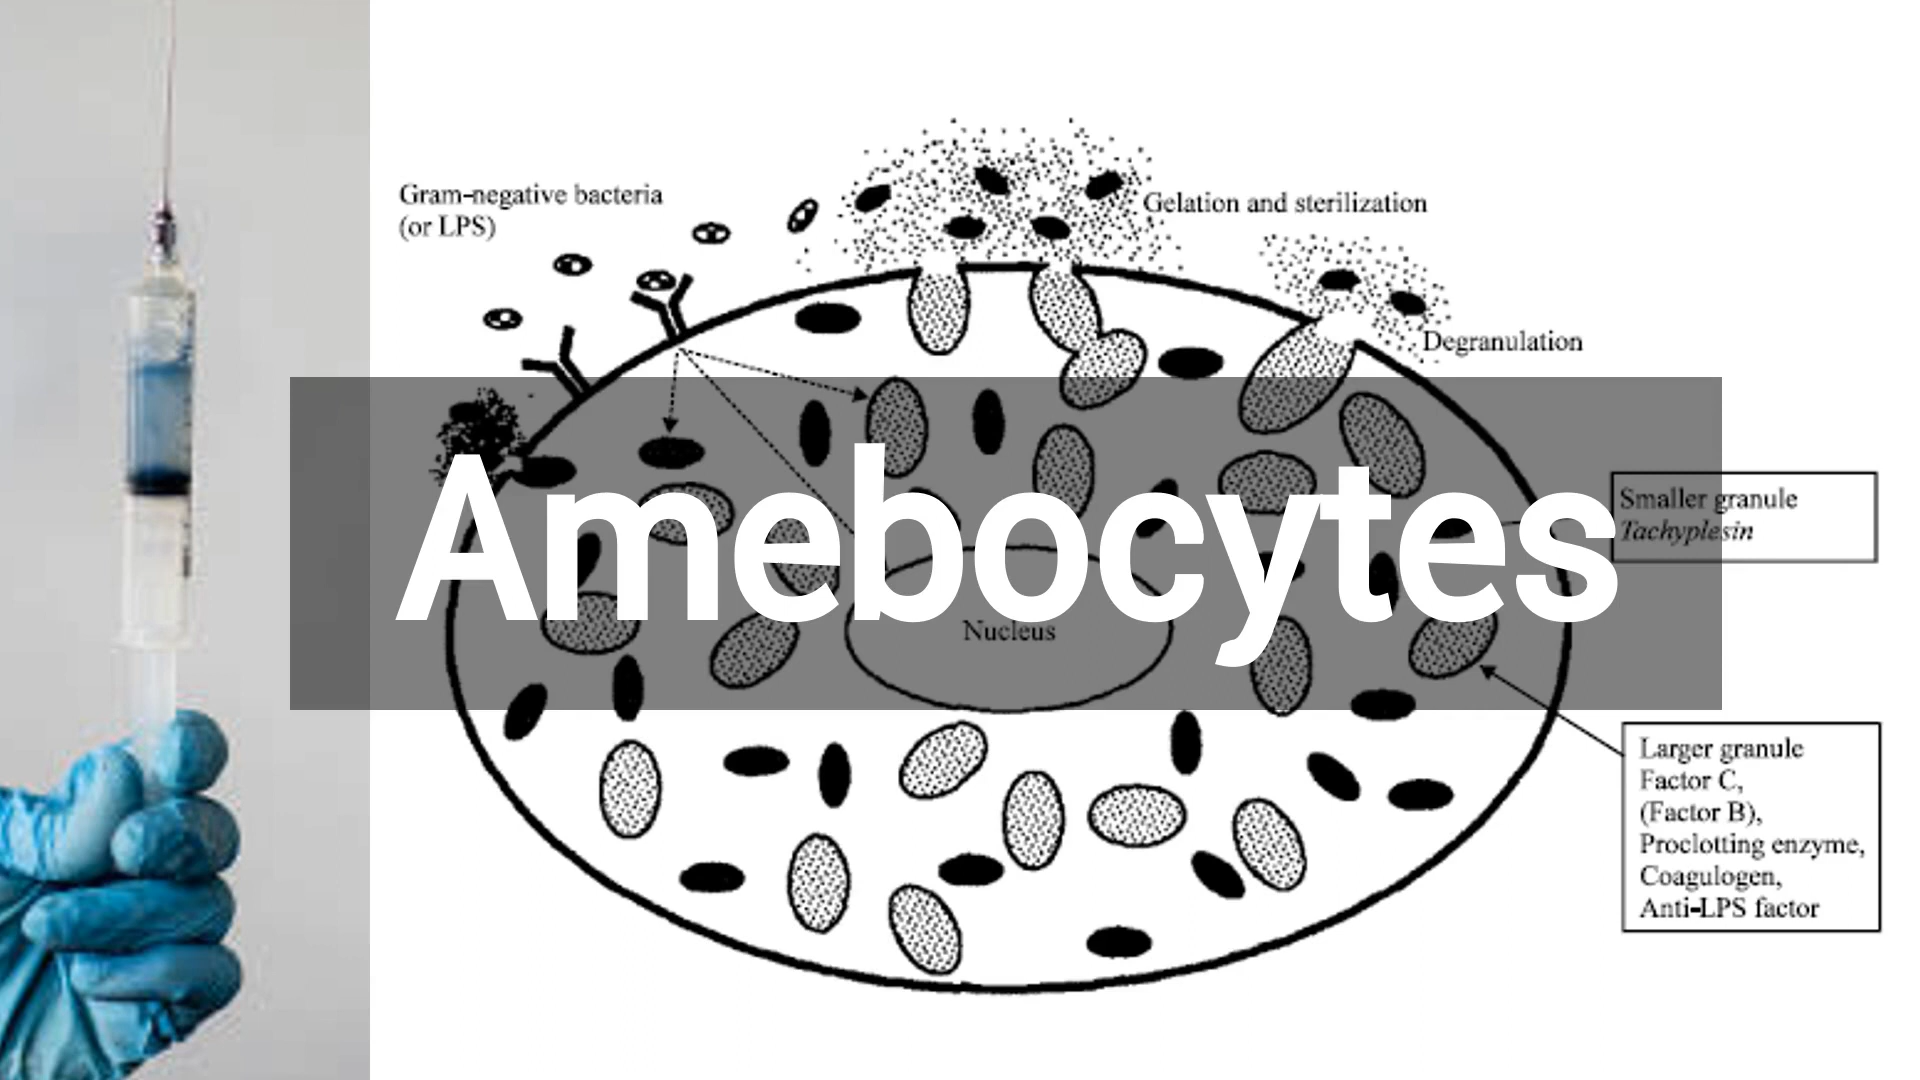 Gram-negative bacteria
(or LPS)
Gelation and sterilization
Degranulation
Amebocytes
Smaller granule
Tachyplesin
Nucleus
Larger granule
Factor C,
(Factor B),
Proclotting enzyme,
Coagulogen,
Anti-LPS factor